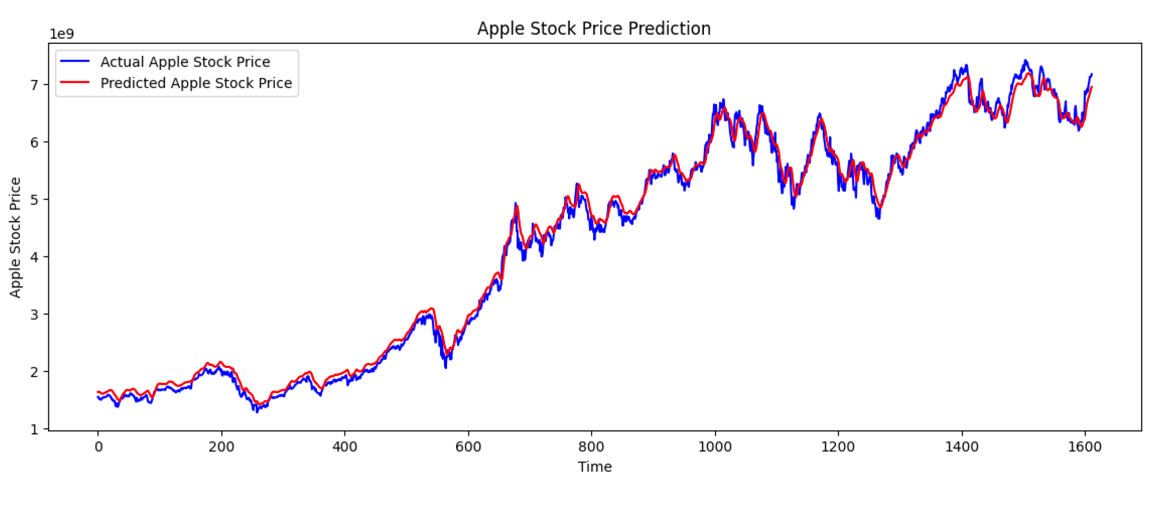 Apple Stock Price Prediction
1e9
Actual Apple Stock Price
Predicted Apple Stock Price
7
6
5
4
3
2
1
Apple Stock Price
0 200 400 600 800 1000 1200 1400 1600
Time